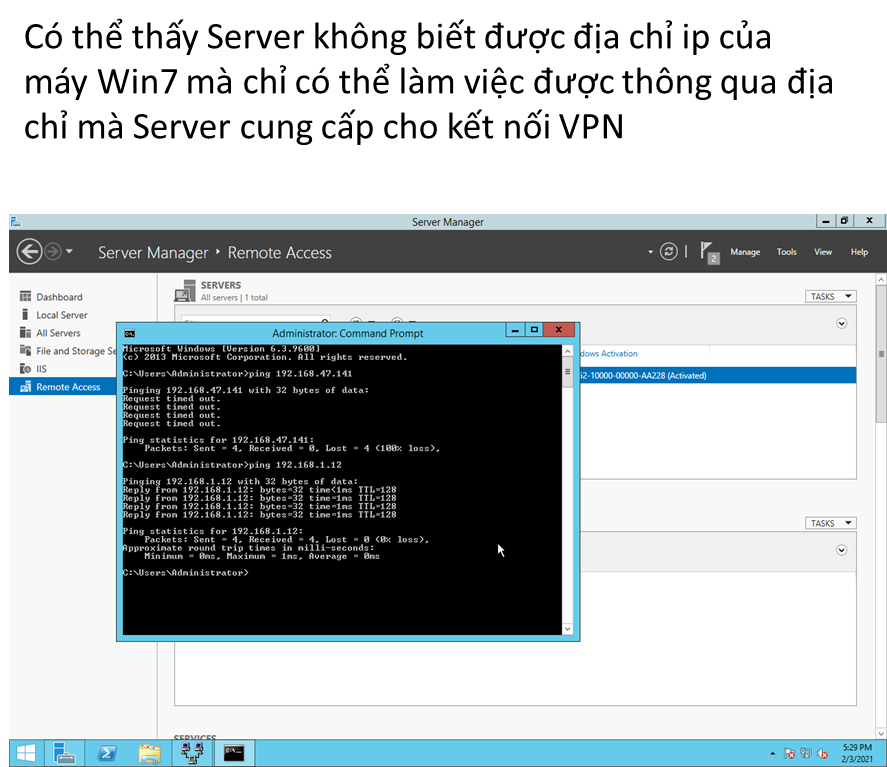 Có thể thấy Server không biết được địa chỉ ip của
máy Win7 mà chỉ có thể làm việc được thông qua địa
chỉ mà Server cung cấp cho kết nối VPN
Server Manager
Server Manager • Remote Access
2
Manage
Tools
View
Help
Dashboard
Local Server
All Servers
File and Storage Se
IIS
Remote Access
SERVERS
All servers | 1 total
TASKS
dows Activation
52-10000-00000-AA228 (Activated)
Administrator: Command Prompt
Microsoft Windows [Version 6.3.9600]
(c) 2013 Microsoft Corporation. All rights reserved.
C:\Users\Administrator>ping 192.168.47.141
Pinging 192.168.47.141 with 32 bytes of data:
Request timed out.
Request timed out.
Request timed out.
Request timed out.
Ping statistics for 192.168.47.141:
Packets: Sent = 4, Received = 0, Lost = 4 (100% loss),
C:\Users\Administrator>ping 192.168.1.12
Pinging 192.168.1.12 with 32 bytes of data:
Reply from 192.168.1.12: bytes=32 time<1ms TTL=128
Reply from 192.168.1.12: bytes=32 time=1ms TTL=128
Reply from 192.168.1.12: bytes=32 time=1ms TTL=128
Reply from 192.168.1.12: bytes=32 time=1ms TTL=128
Ping statistics for 192.168.1.12:
Packets: Sent = 4, Received = 4, Lost = 0 (0% loss),
Approximate round trip times in milli-seconds:
Minimum = 0ms, Maximum = 1ms, Average = 0ms
C:\Users\Administrator>
TASKS
SERVICES
5:29 PM
2/3/2021